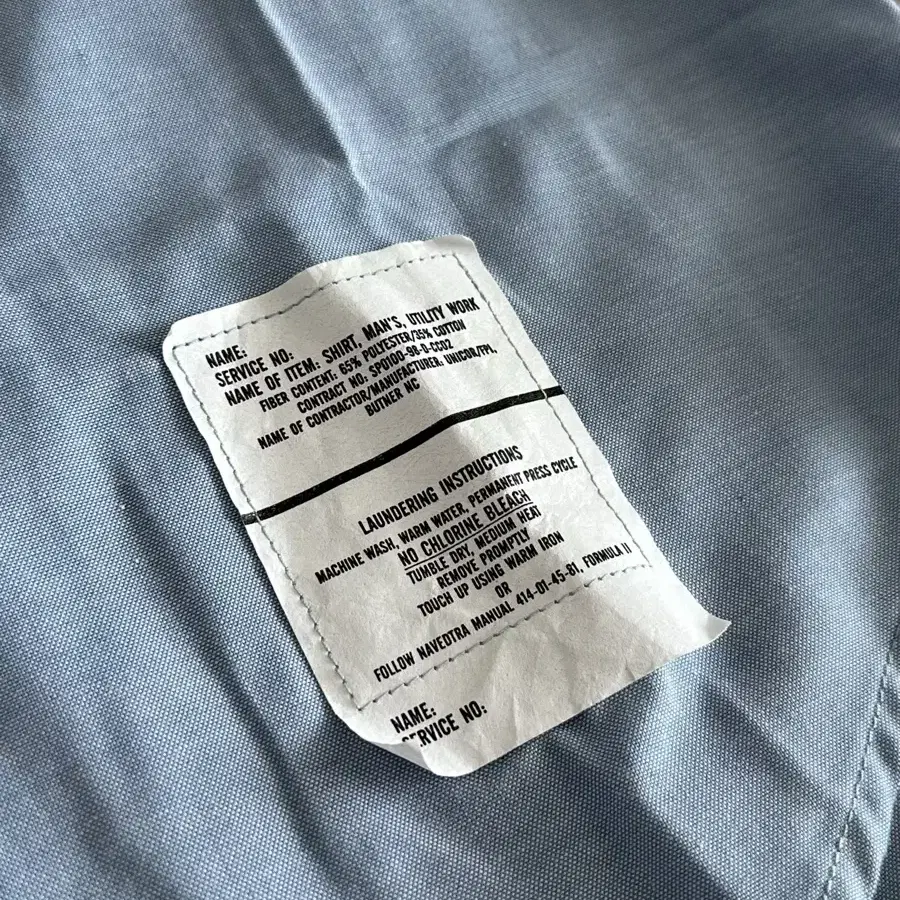 NAME:
SERVICE NO:
NAME OF ITEM: SHIRT, MAN'S, UTILITY WORK
FIBER CONTENT: 65% POLYESTER/35% COTTON
CONTRACT NO: SPO100-98-D-CC02
NAME OF CONTRACTOR/MANUFACTURER: UNICOR/FPI,
BUTNER NC
LAUNDERING INSTRUCTIONS
MACHINE WASH, WARM WATER, PERMANENT PRESS CYCLE
NO CHLORINE BLEACH
TUMBLE DRY, MEDIUM HEAT
REMOVE PROMPTLY
TOUCH UP USING WARM IRON
OR
FOLLOW NAVEDTRA MANUAL 414-01-45-81, FORMULA II
NAME:
SERVICE NO: